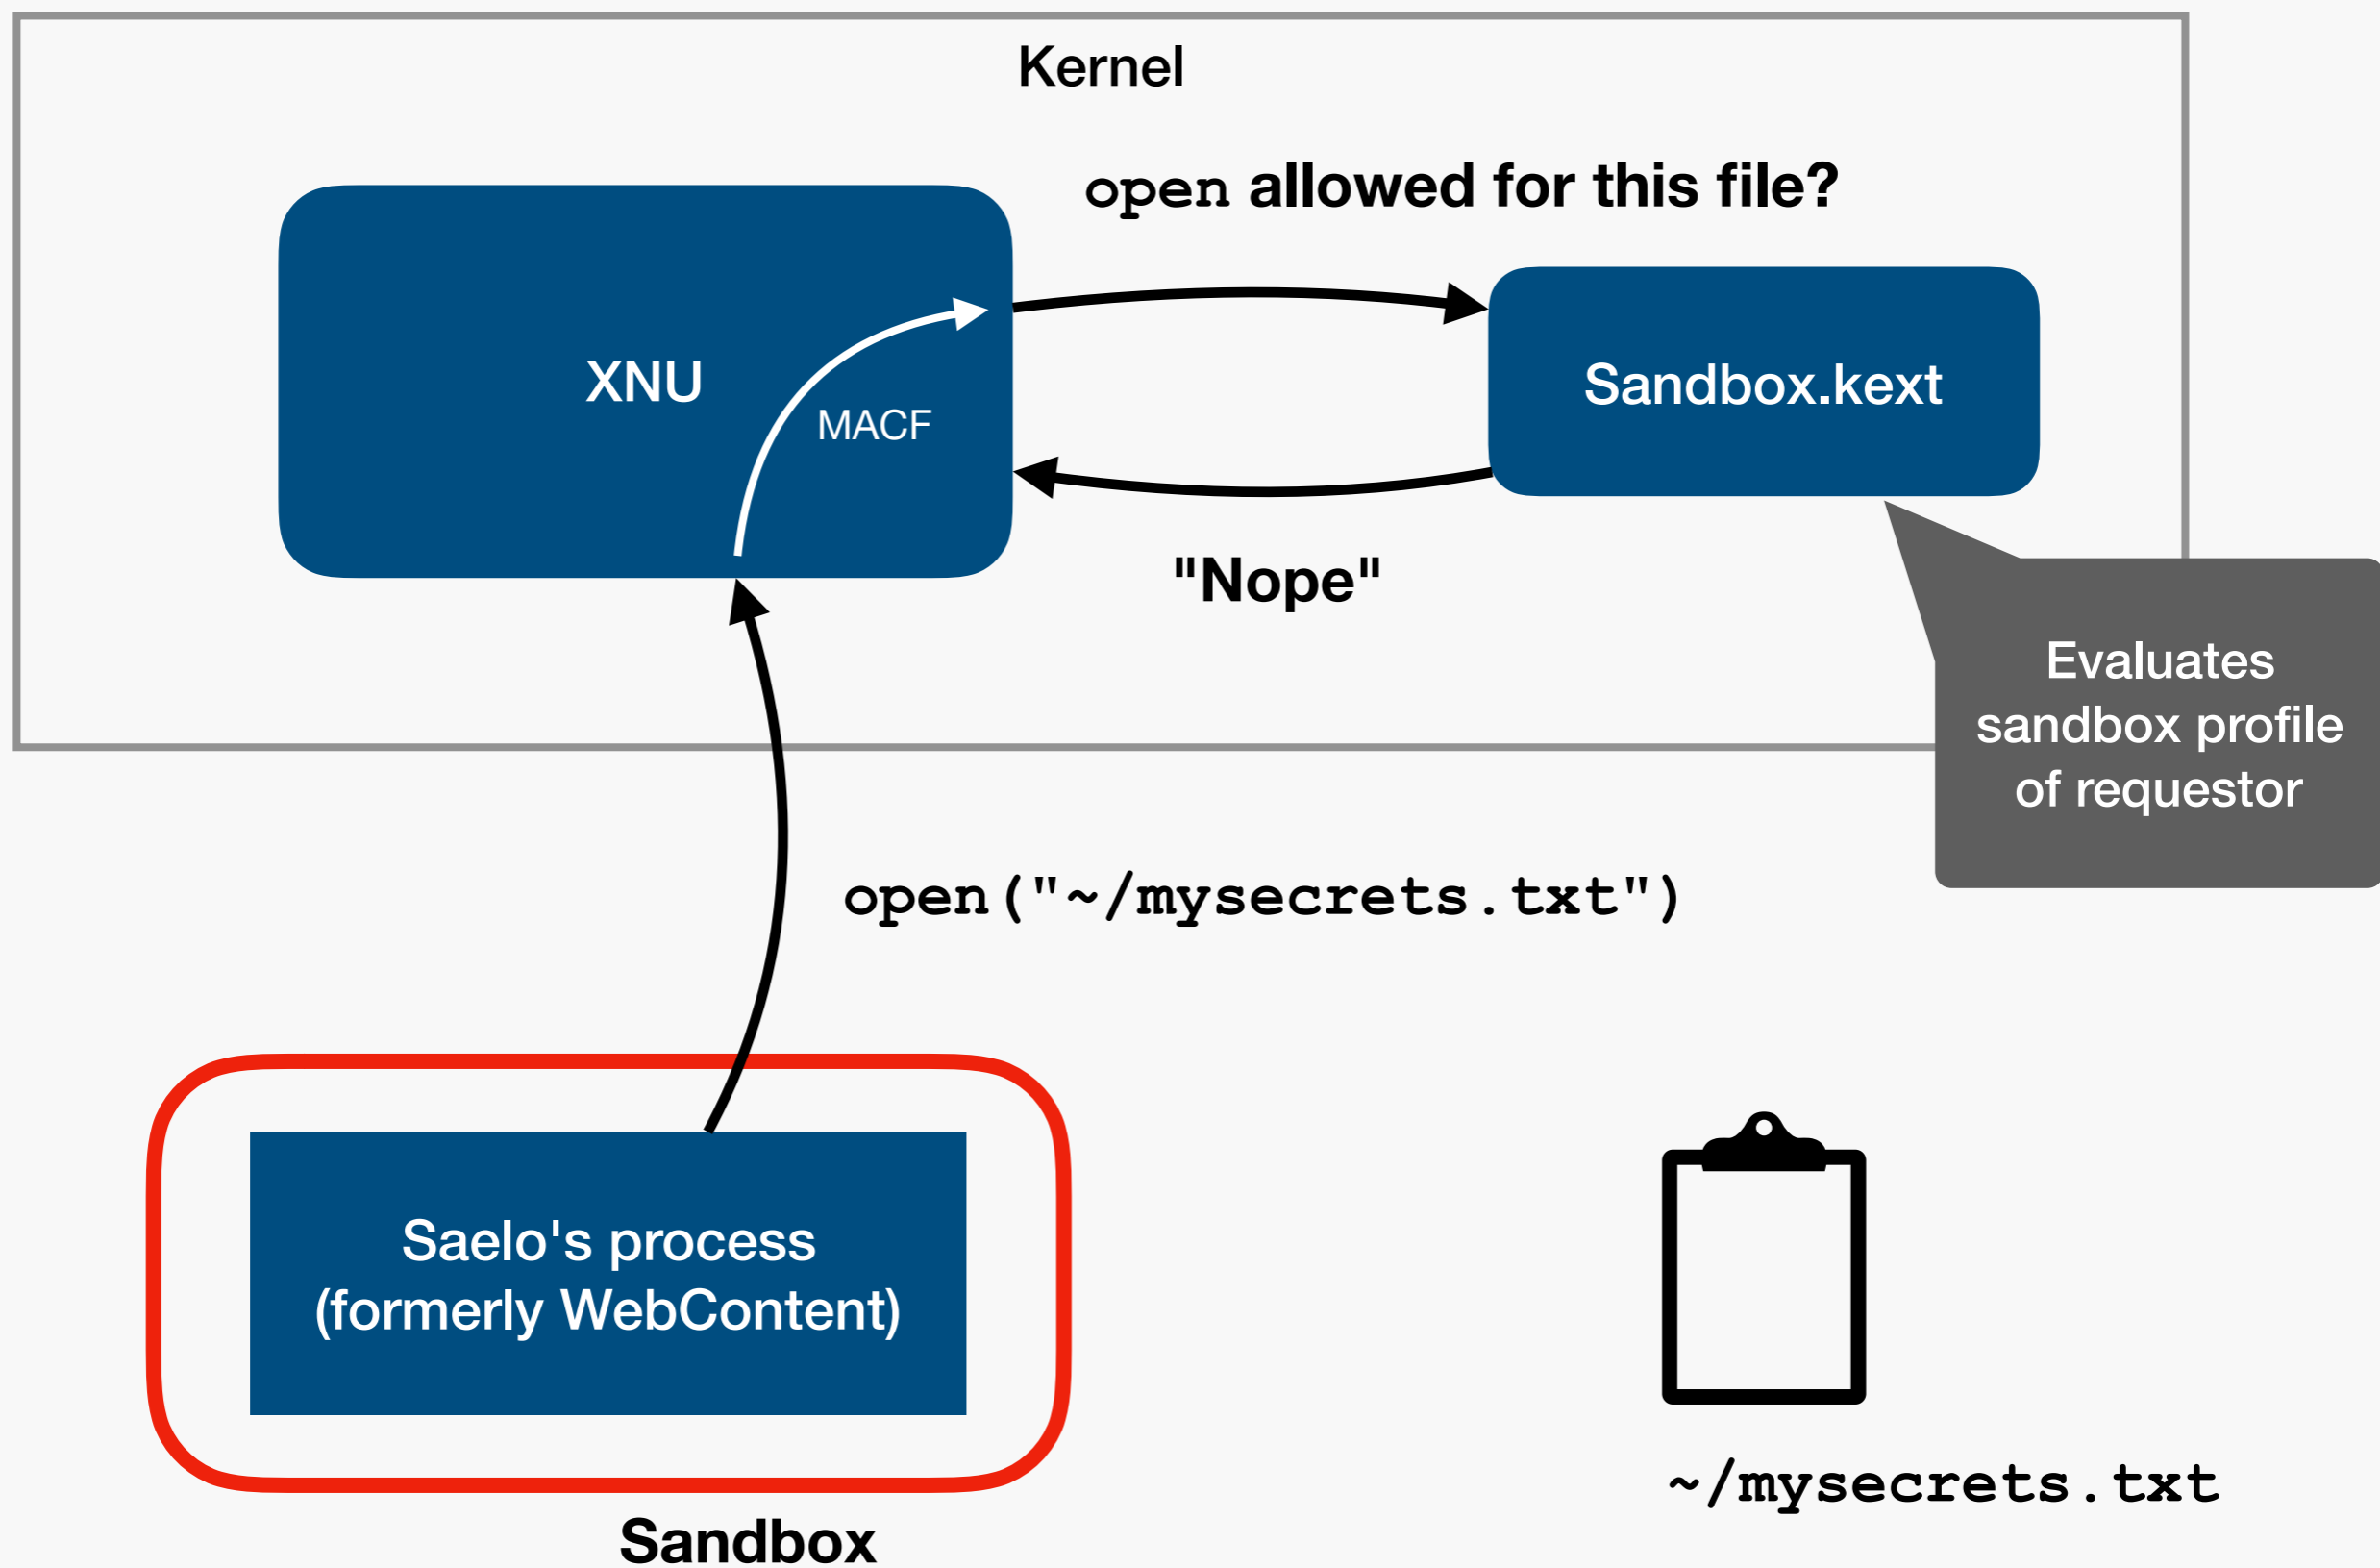 Kernel
open allowed for this file?
XNU
MACF
Sandbox.kext
"Nope"
Evaluates
sandbox profile
of requestor
open("~/mysecrets.txt")
Saelo's process
(formerly WebContent)
~/mysecrets.txt
Sandbox